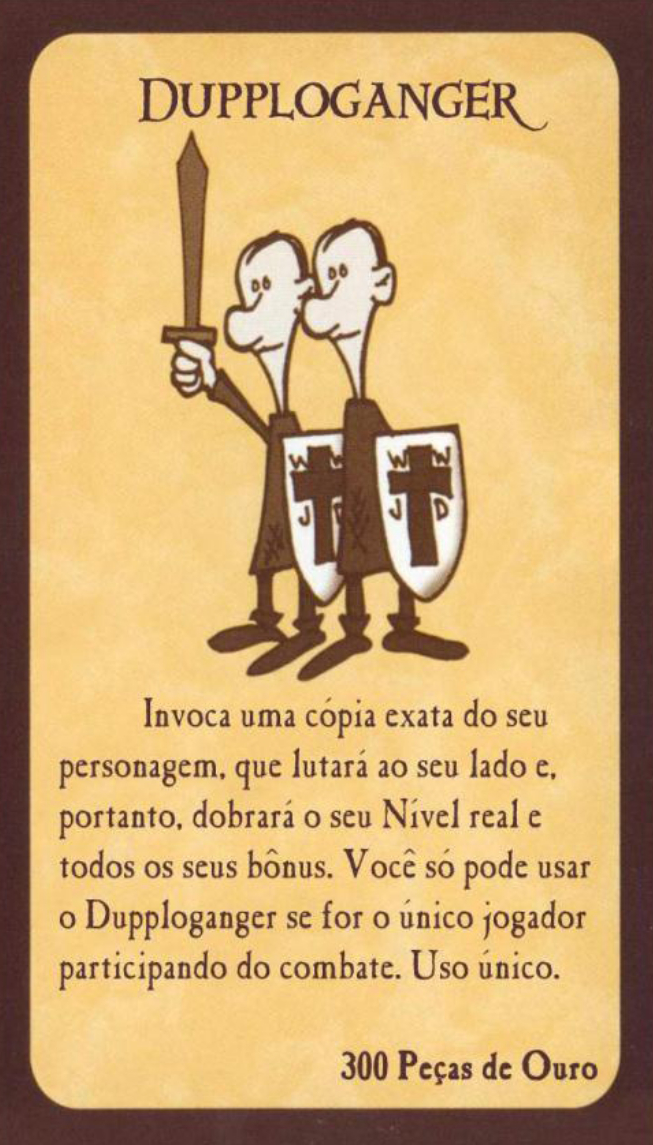 DUPPLOGANGER
W W
J
W W
J D
Invoca uma cópia exata do seu
personagem, que lutará ao seu lado e,
portanto, dobrará o seu Nível real e
todos os seus bônus. Você só pode usar
o Dupploganger se for o único jogador
participando do combate. Uso único.
300 Peças de Ouro